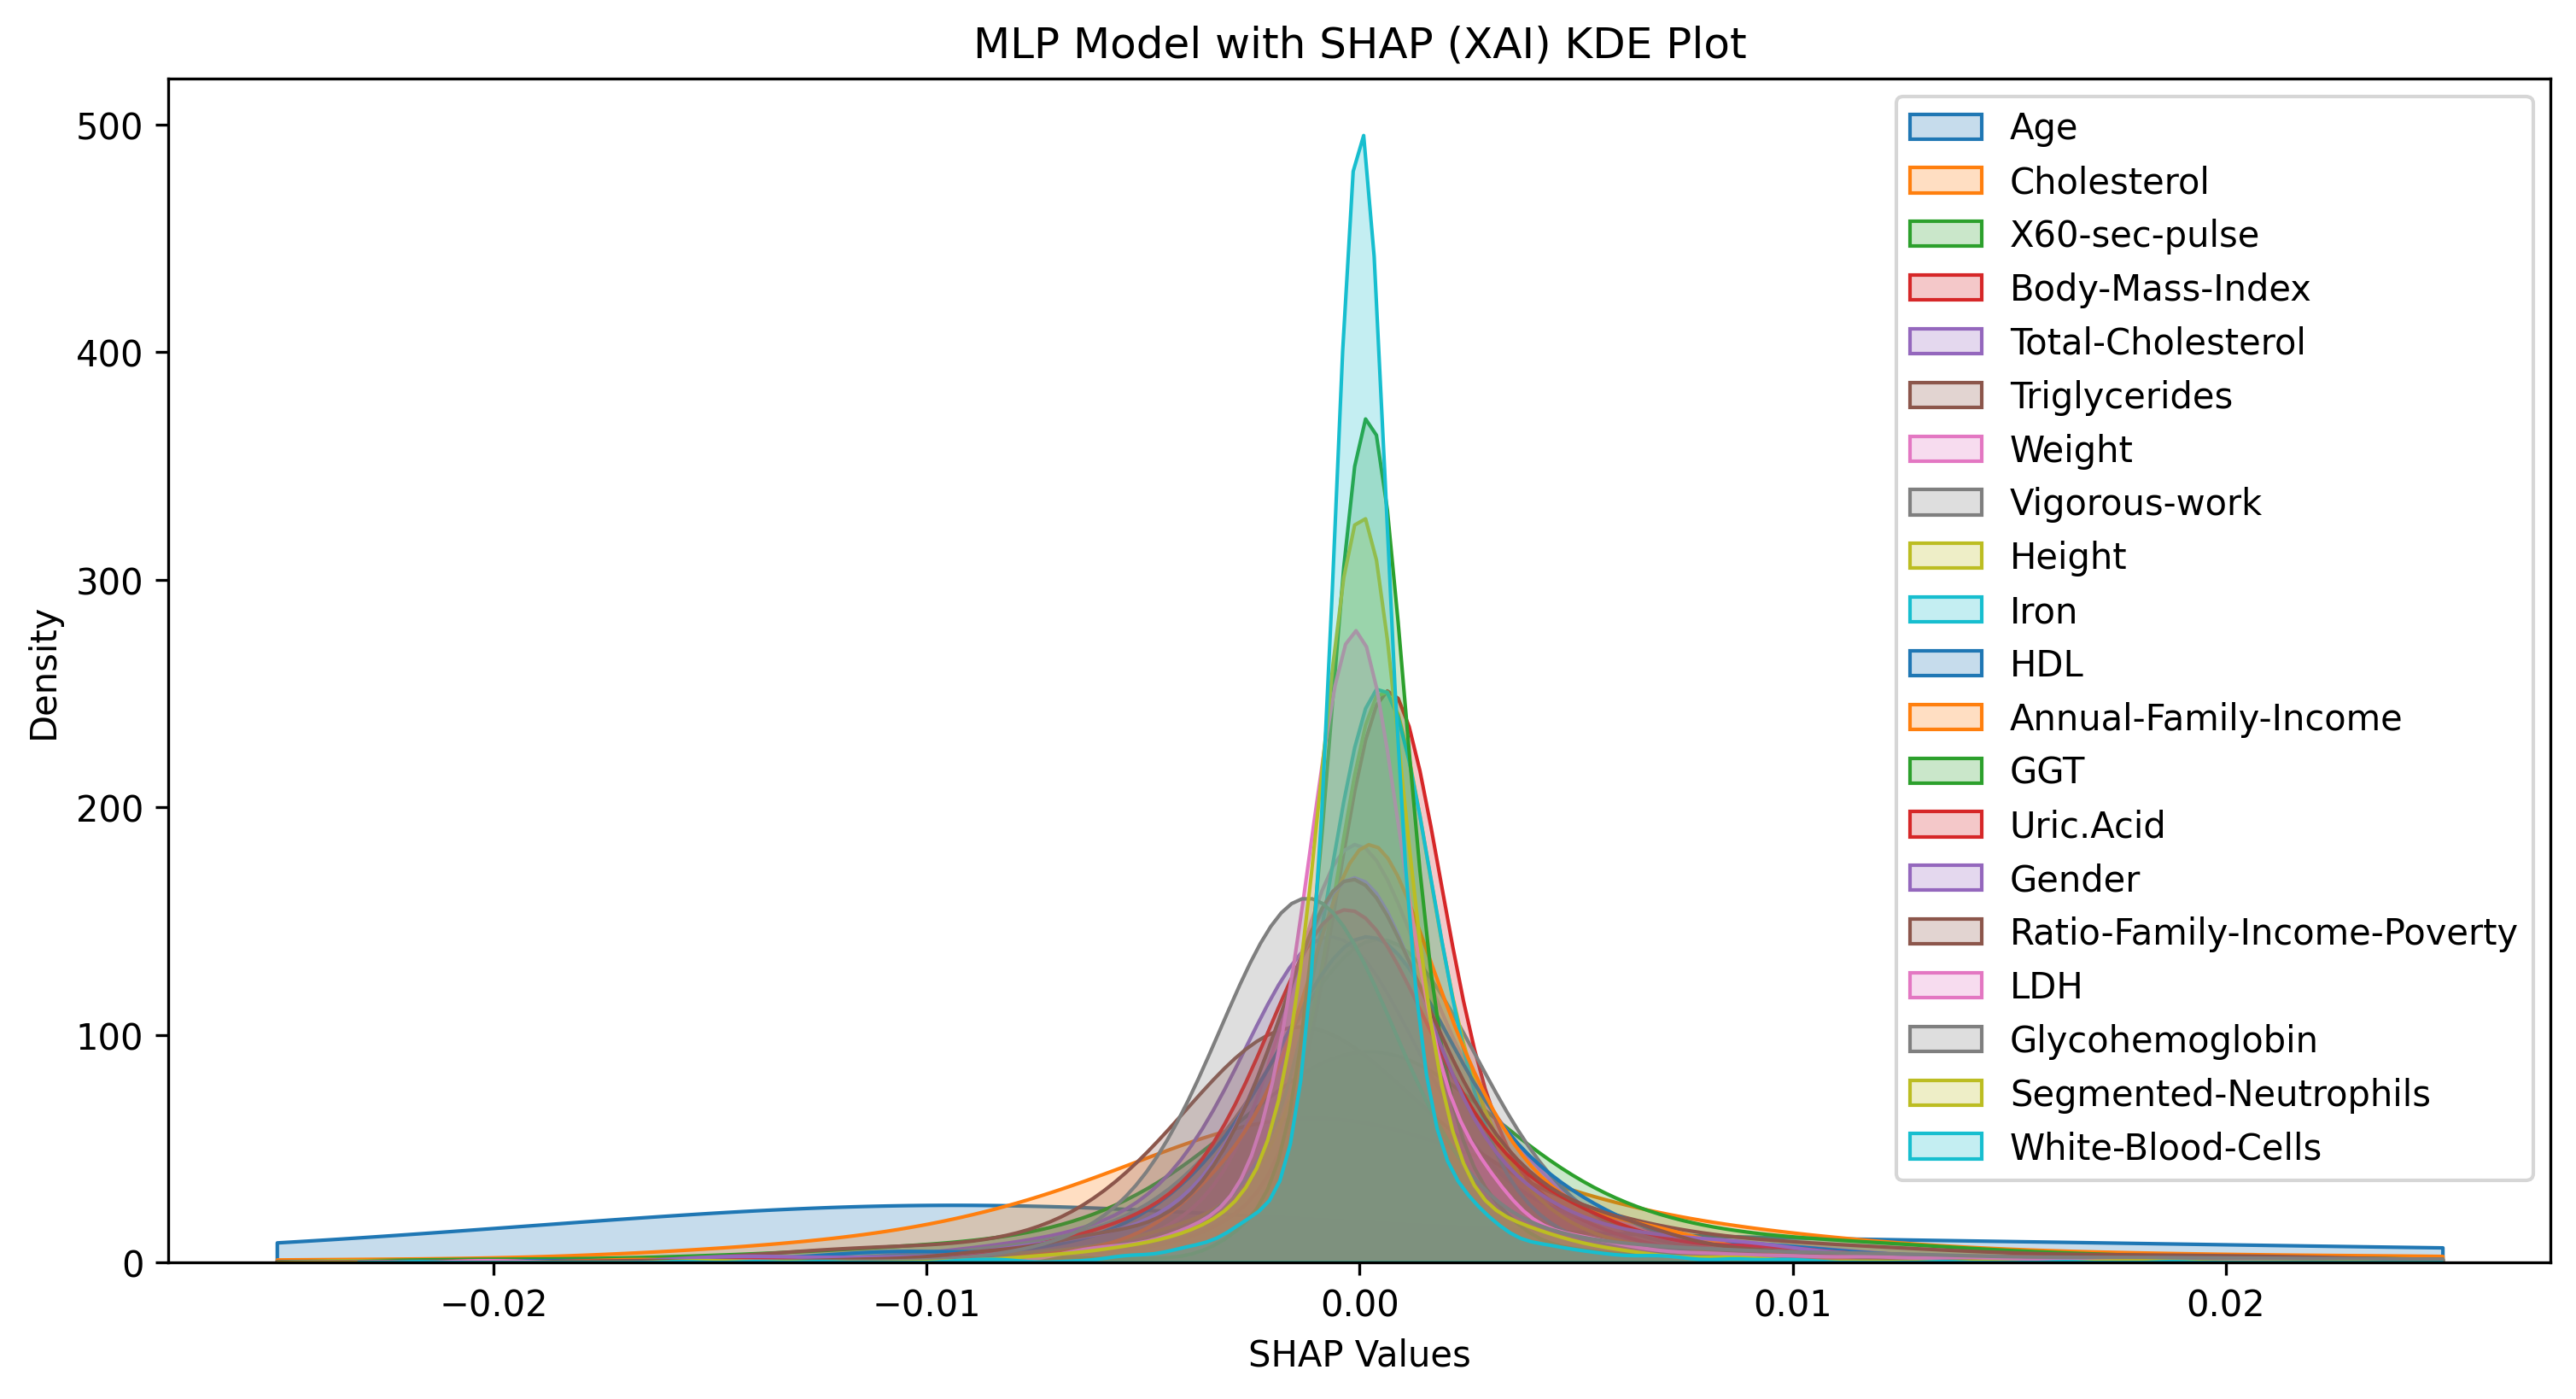 MLP Model with SHAP (XAI) KDE Plot
500
400
300
200
100
0
Density
−0.02
−0.01
0.00
0.01
0.02
SHAP Values
Age
Cholesterol
X60-sec-pulse
Body-Mass-Index
Total-Cholesterol
Triglycerides
Weight
Vigorous-work
Height
Iron
HDL
Annual-Family-Income
GGT
Uric.Acid
Gender
Ratio-Family-Income-Poverty
LDH
Glycohemoglobin
Segmented-Neutrophils
White-Blood-Cells